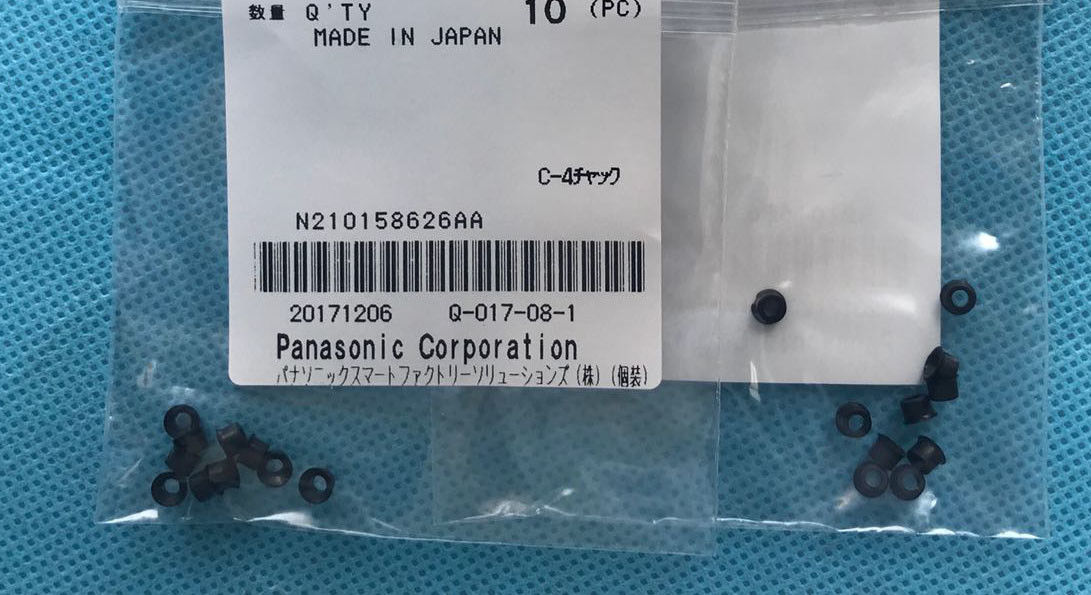 数量 Q'TY 10 (PC)
MADE IN JAPAN
C-4チャック
N210158626AA
20171206 Q-017-08-1
Panasonic Corporation
パナソニックスマートファクトリーソリューションズ(株)(個装)